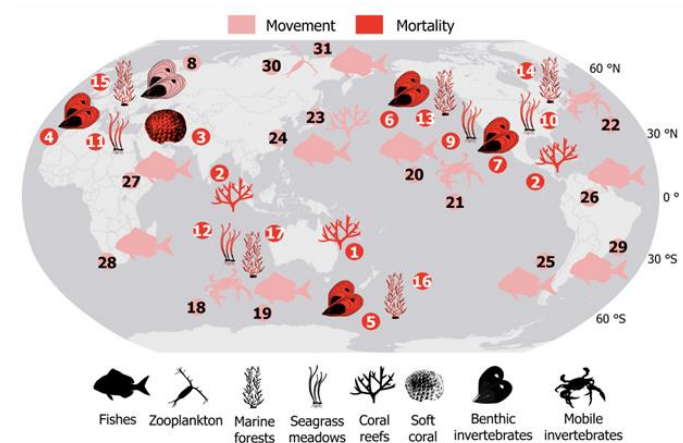 Movement Mortality
31
8 30 60 °N
15 14
23 6 13 10 22
4 11 3 24 9 30 °N
7
27 2 20 2
21 26 0 °
12 17
28 1 25 29 30 °S
16
18 19 5 60 °S
Fishes Zooplankton Marine forests Seagrass meadows Coral reefs Soft coral Benthic invertebrates Mobile invertebrates